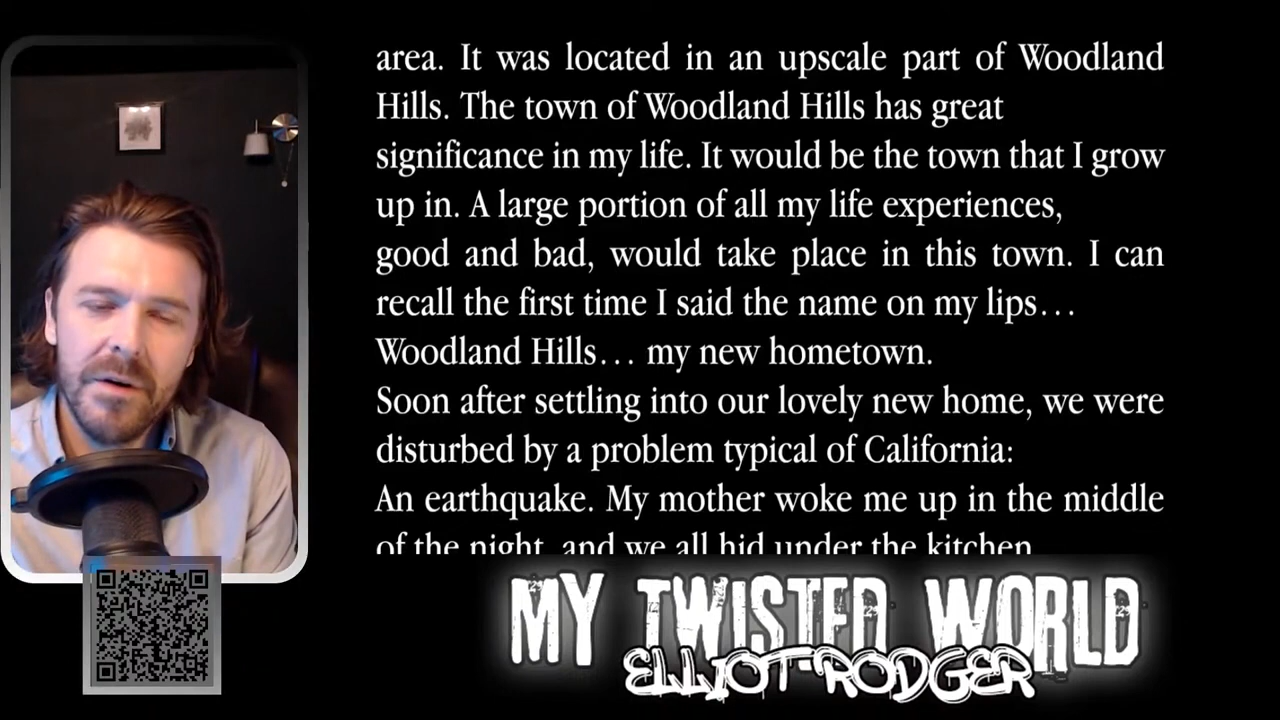 area. It was located in an upscale part of Woodland
Hills. The town of Woodland Hills has great
significance in my life. It would be the town that I grow
up in. A large portion of all my life experiences,
good and bad, would take place in this town. I can
recall the first time I said the name on my lips…
Woodland Hills… my new hometown.
Soon after settling into our lovely new home, we were
disturbed by a problem typical of California:
An earthquake. My mother woke me up in the middle
of the night, and we all hid under the kitchen
MY TWISTED WORLD
ELLIOT RODGER